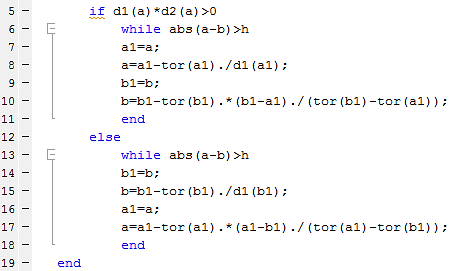 5 - if d1(a)*d2(a)>0
6 - while abs(a-b)>h
7 - a1=a;
8 - a=a1-tor(a1)./d1(a1);
9 - b1=b;
10 - b=b1-tor(b1).*(b1-a1)./(tor(b1)-tor(a1));
11 - end
12 - else
13 - while abs(a-b)>h
14 - b1=b;
15 - b=b1-tor(b1)./d1(b1);
16 - a1=a;
17 - a=a1-tor(a1).*(a1-b1)./(tor(a1)-tor(b1));
18 - end
19 - end